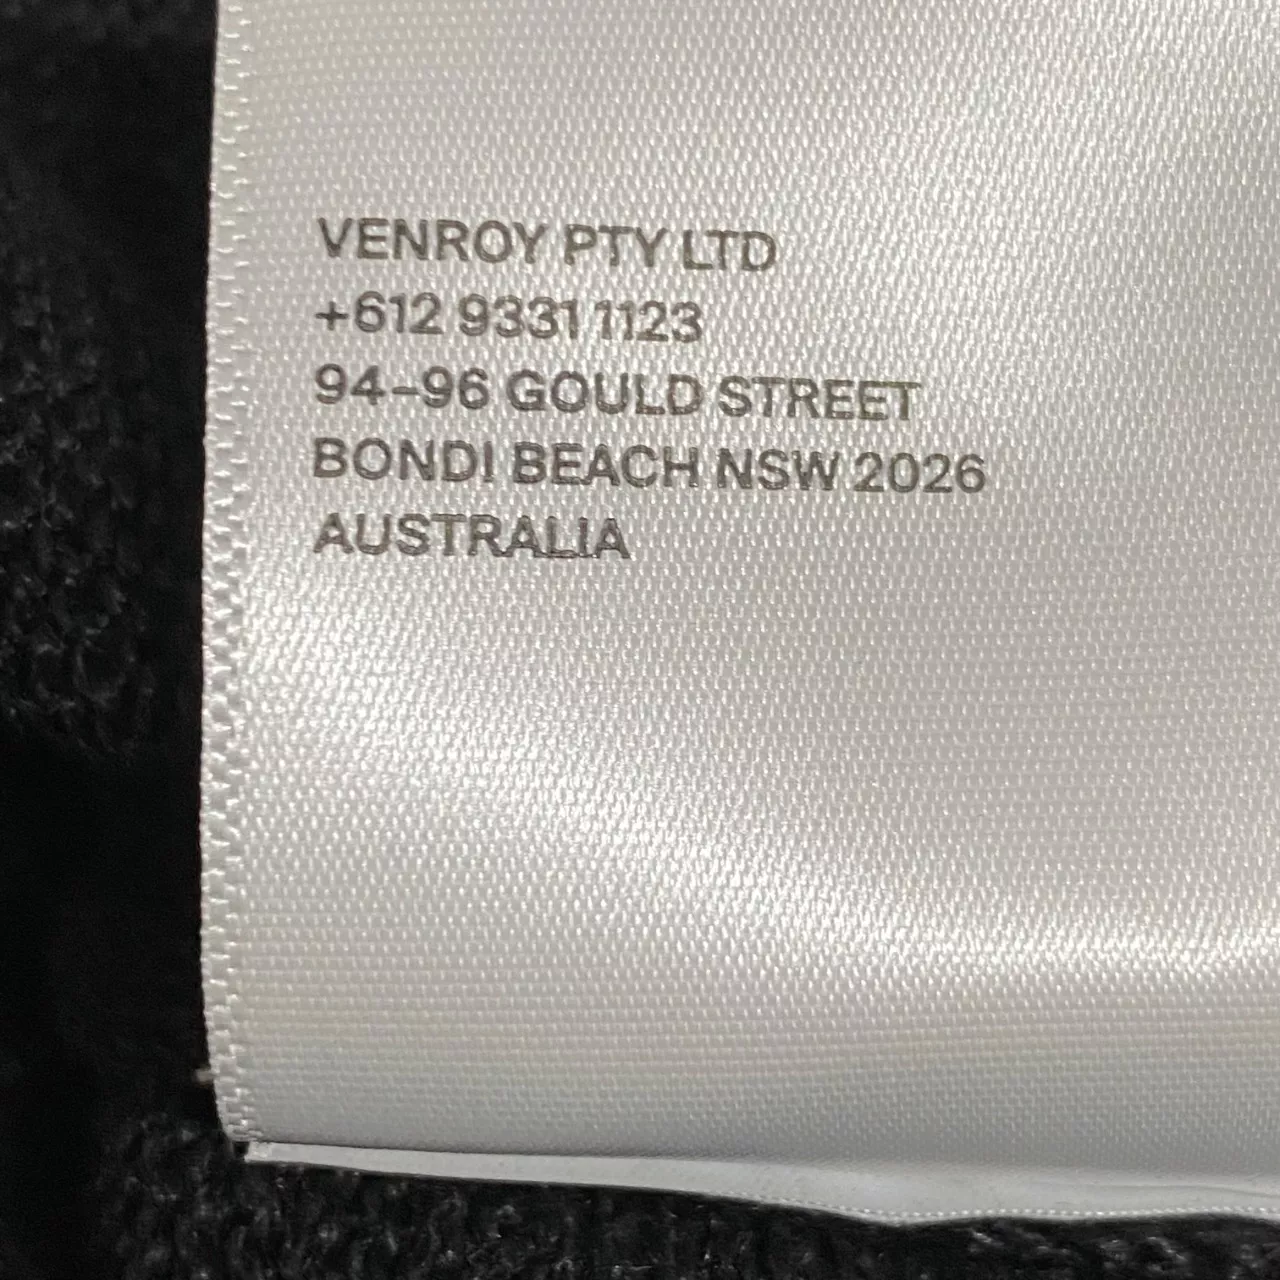 VENROY PTY LTD
+612 9331 1123
94–96 GOULD STREET
BONDI BEACH NSW 2026
AUSTRALIA